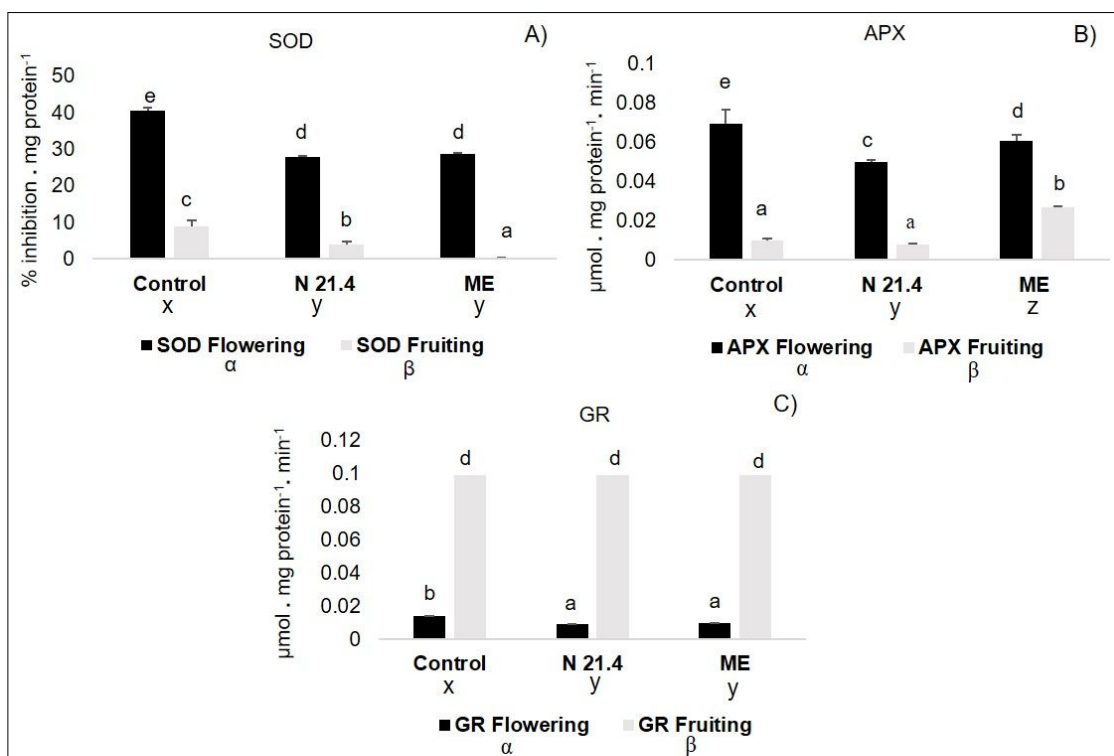 SOD
A)
% inhibition . mg protein⁻¹
50
40
30
20
10
0
e
c
d
b
d
a
Control
N 21.4
ME
x
y
y
SOD Flowering
SOD Fruiting
α
β
APX
B)
µmol . mg protein⁻¹. min⁻¹
0.1
0.08
0.06
0.04
0.02
0
e
a
c
a
d
b
Control
N 21.4
ME
x
y
z
APX Flowering
APX Fruiting
α
β
GR
C)
µmol . mg protein⁻¹. min⁻¹
0.12
0.1
0.08
0.06
0.04
0.02
0
b
d
a
d
a
d
Control
N 21.4
ME
x
y
y
GR Flowering
GR Fruiting
α
β